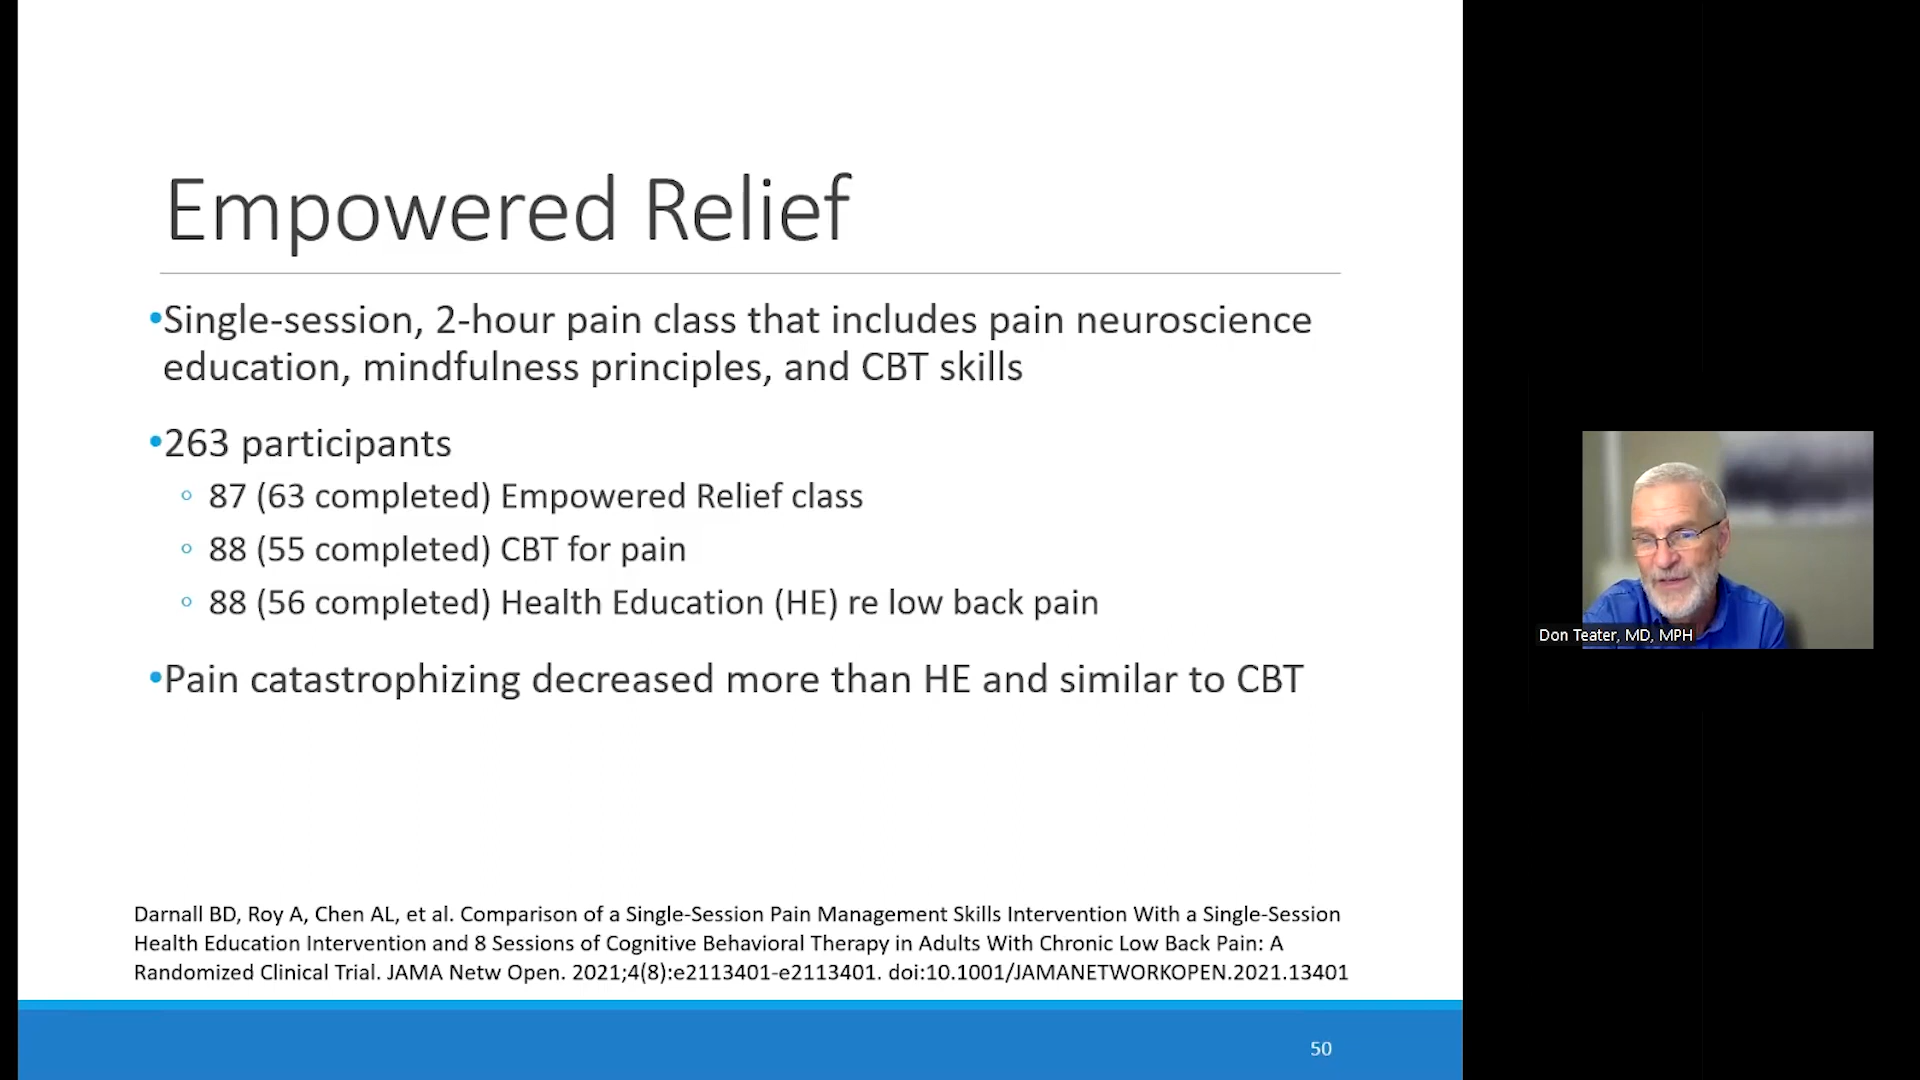 Empowered Relief
•Single-session, 2-hour pain class that includes pain neuroscience
education, mindfulness principles, and CBT skills
•263 participants
◦ 87 (63 completed) Empowered Relief class
◦ 88 (55 completed) CBT for pain
◦ 88 (56 completed) Health Education (HE) re low back pain
•Pain catastrophizing decreased more than HE and similar to CBT
Darnall BD, Roy A, Chen AL, et al. Comparison of a Single-Session Pain Management Skills Intervention With a Single-Session
Health Education Intervention and 8 Sessions of Cognitive Behavioral Therapy in Adults With Chronic Low Back Pain: A
Randomized Clinical Trial. JAMA Netw Open. 2021;4(8):e2113401-e2113401. doi:10.1001/JAMANETWORKOPEN.2021.13401
50
Don Teater, MD, MPH